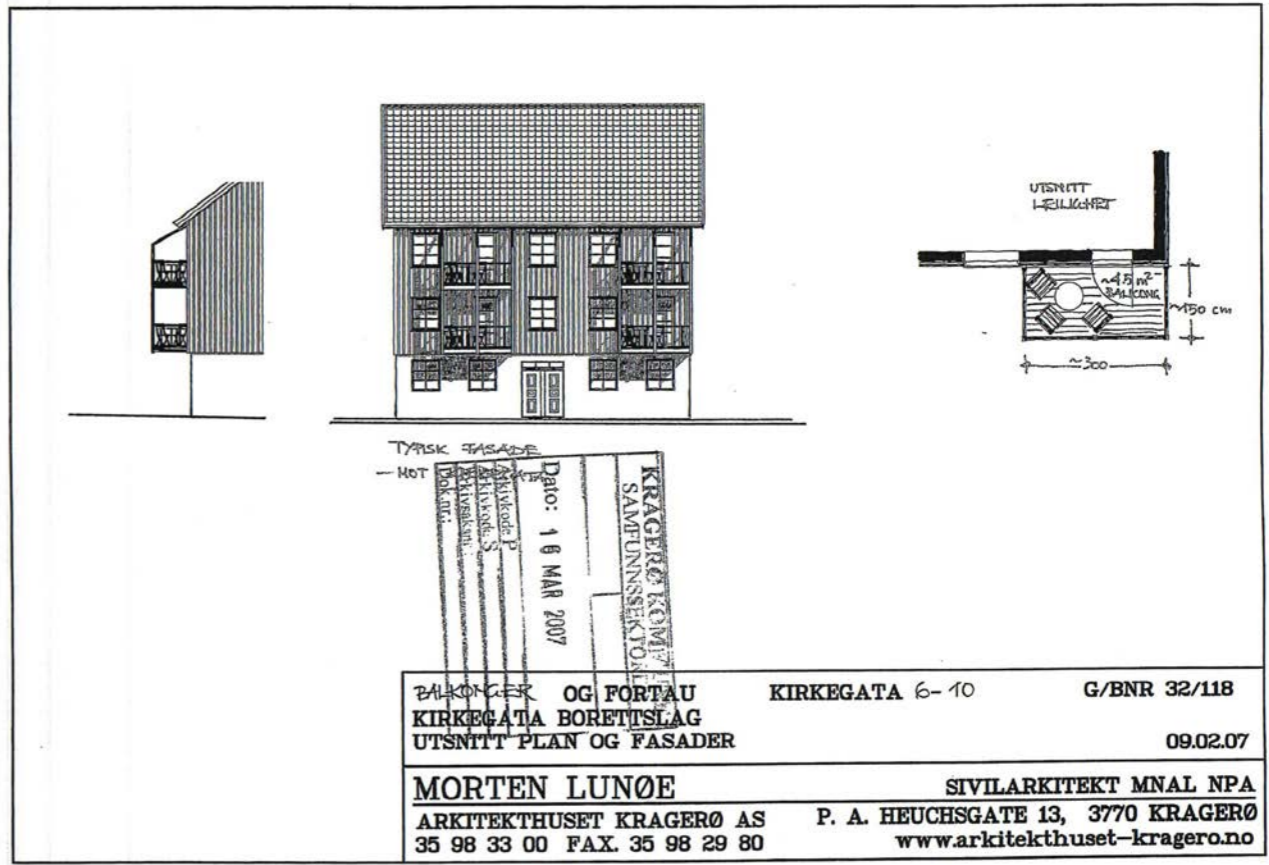 UTSNITT
~4.5 m²
BALKONG
~150 cm
~300
TYPISK FASADE
- MOT
KRAGERØ KOMM
SAMFUNNSSEKTOR
Dato: 16 MAR 2007
Arkivkode P
Arkivkode S
Arkivsaknr:
Dok.nr.:
BALKONGER OG FORTAU KIRKEGATA 6-10 G/BNR 32/118
KIRKEGATA BORETTSLAG
UTSNITT PLAN OG FASADER 09.02.07
MORTEN LUNØE SIVILARKITEKT MNAL NPA
ARKITEKTHUSET KRAGERØ AS P. A. HEUCHSGATE 13, 3770 KRAGERØ
35 98 33 00 FAX. 35 98 29 80 www.arkitekthuset-kragero.no